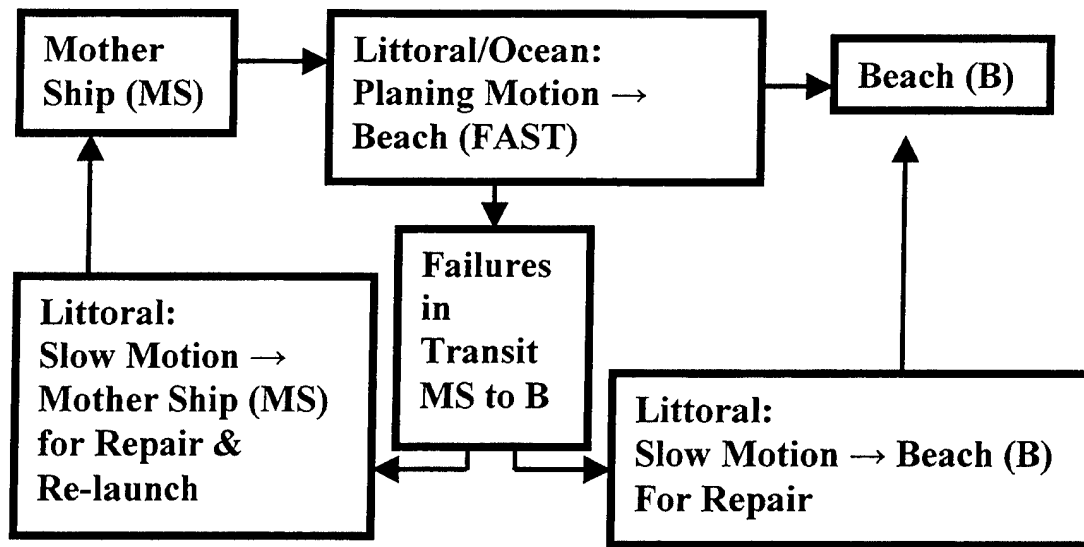 Mother
Ship (MS)
Littoral/Ocean:
Planing Motion →
Beach (FAST)
Beach (B)
Failures
in
Transit
MS to B
Littoral:
Slow Motion →
Mother Ship (MS)
for Repair &
Re-launch
Littoral:
Slow Motion → Beach (B)
For Repair